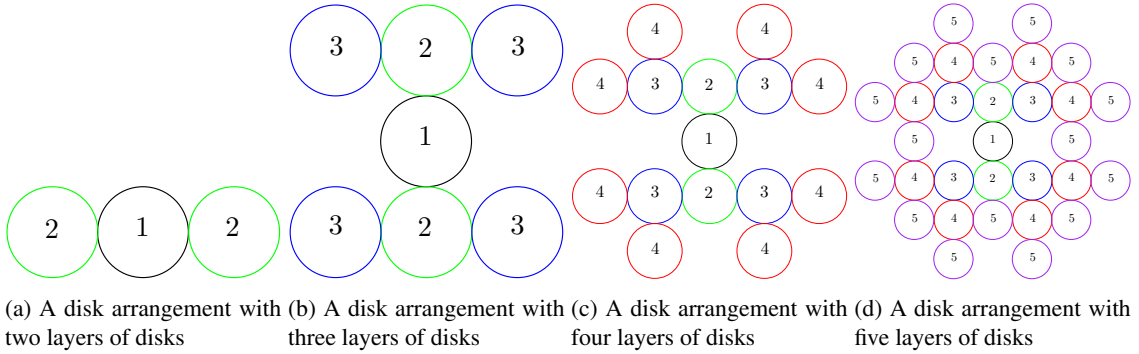 2 1 2
(a) A disk arrangement with
two layers of disks
3 2 3
1
3 2 3
(b) A disk arrangement with
three layers of disks
4 4
4 3 2 3 4
1
4 3 2 3 4
4 4
(c) A disk arrangement with
four layers of disks
5 5
5 4 5 4 5
5 4 3 2 3 4 5
5 1 5
5 4 3 2 3 4 5
5 4 5 4 5
5 5
(d) A disk arrangement with
five layers of disks